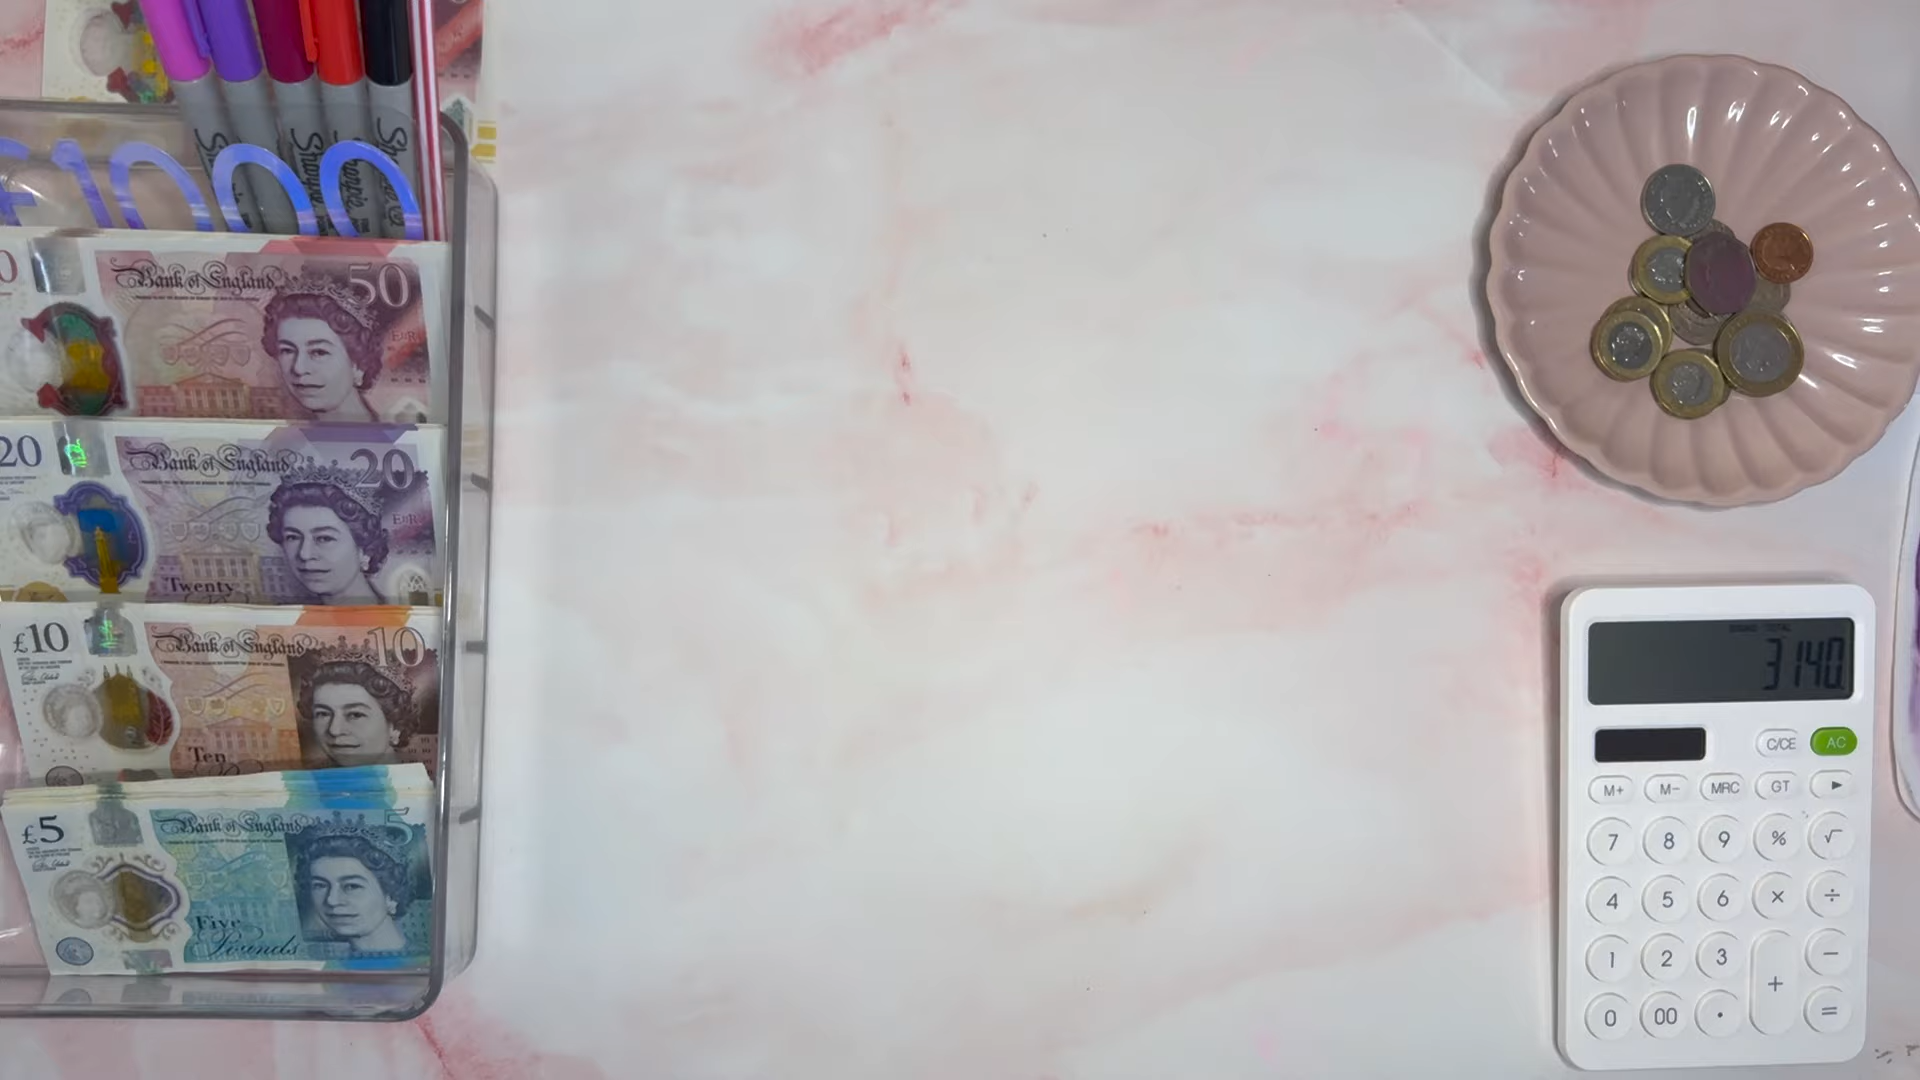 Sharpie
£1000
Bank of England
50
20
Bank of England
20
Twenty
£10
Bank of England
10
Ten
£5
Bank of England
5
Five
Pounds
3140.
C/CE AC
M+ M- MRC GT ▶
7 8 9 % √
4 5 6 × ÷
1 2 3 + −
0 00 . =